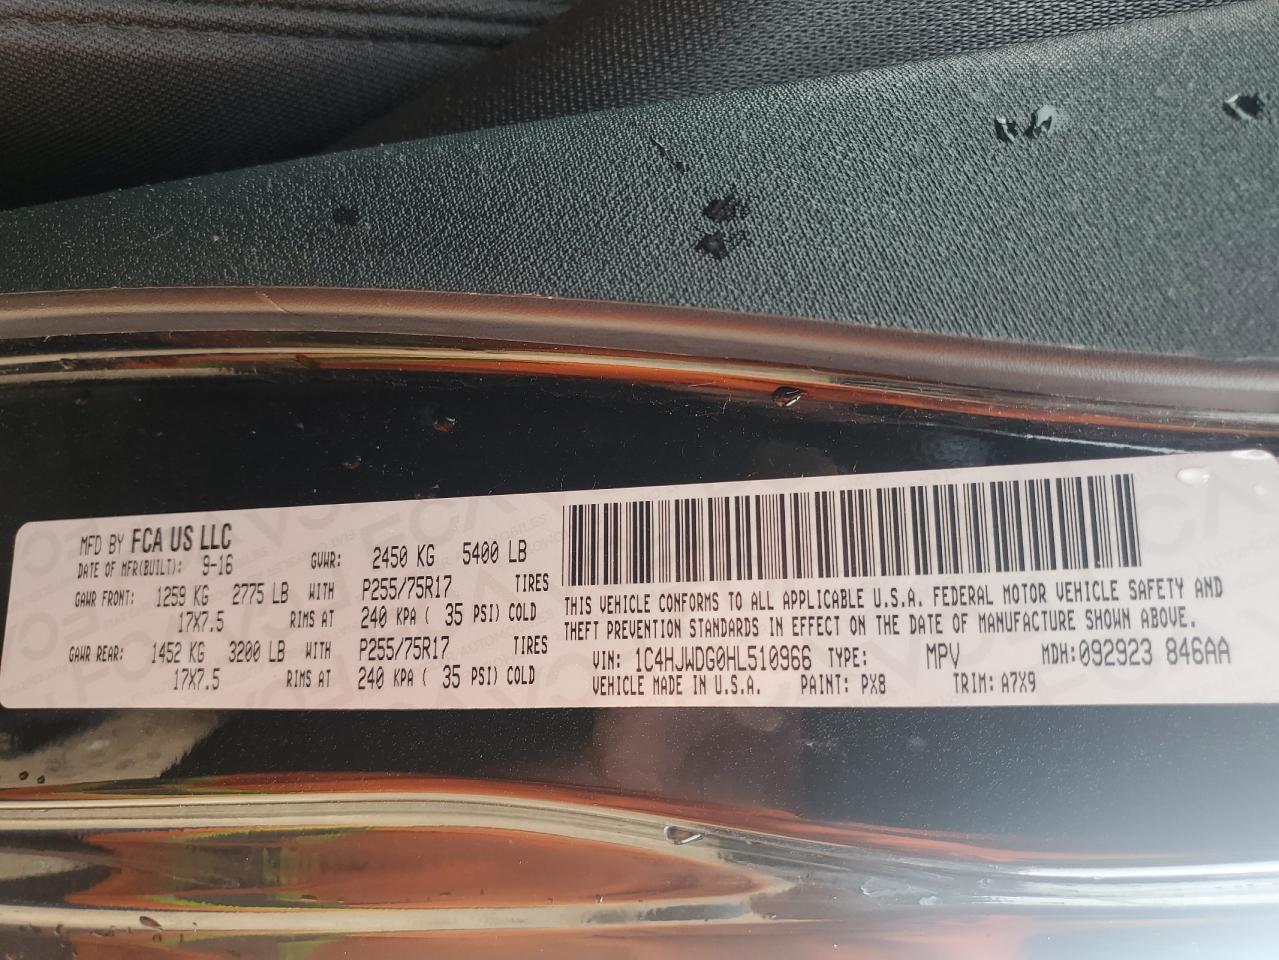 MFD BY FCA US LLC
DATE OF MFR(BUILT): 9-16 GVWR: 2450 KG 5400 LB
GAWR FRONT: 1259 KG 2775 LB WITH P255/75R17 TIRES
17X7.5 RIMS AT 240 KPA ( 35 PSI) COLD
GAWR REAR: 1452 KG 3200 LB WITH P255/75R17 TIRES
17X7.5 RIMS AT 240 KPA ( 35 PSI) COLD
THIS VEHICLE CONFORMS TO ALL APPLICABLE U.S.A. FEDERAL MOTOR VEHICLE SAFETY AND
THEFT PREVENTION STANDARDS IN EFFECT ON THE DATE OF MANUFACTURE SHOWN ABOVE.
VIN: 1C4HJWDG0HL510966 TYPE: MPV MDH:092923 846AA
VEHICLE MADE IN U.S.A. PAINT: PX8 TRIM: A7X9